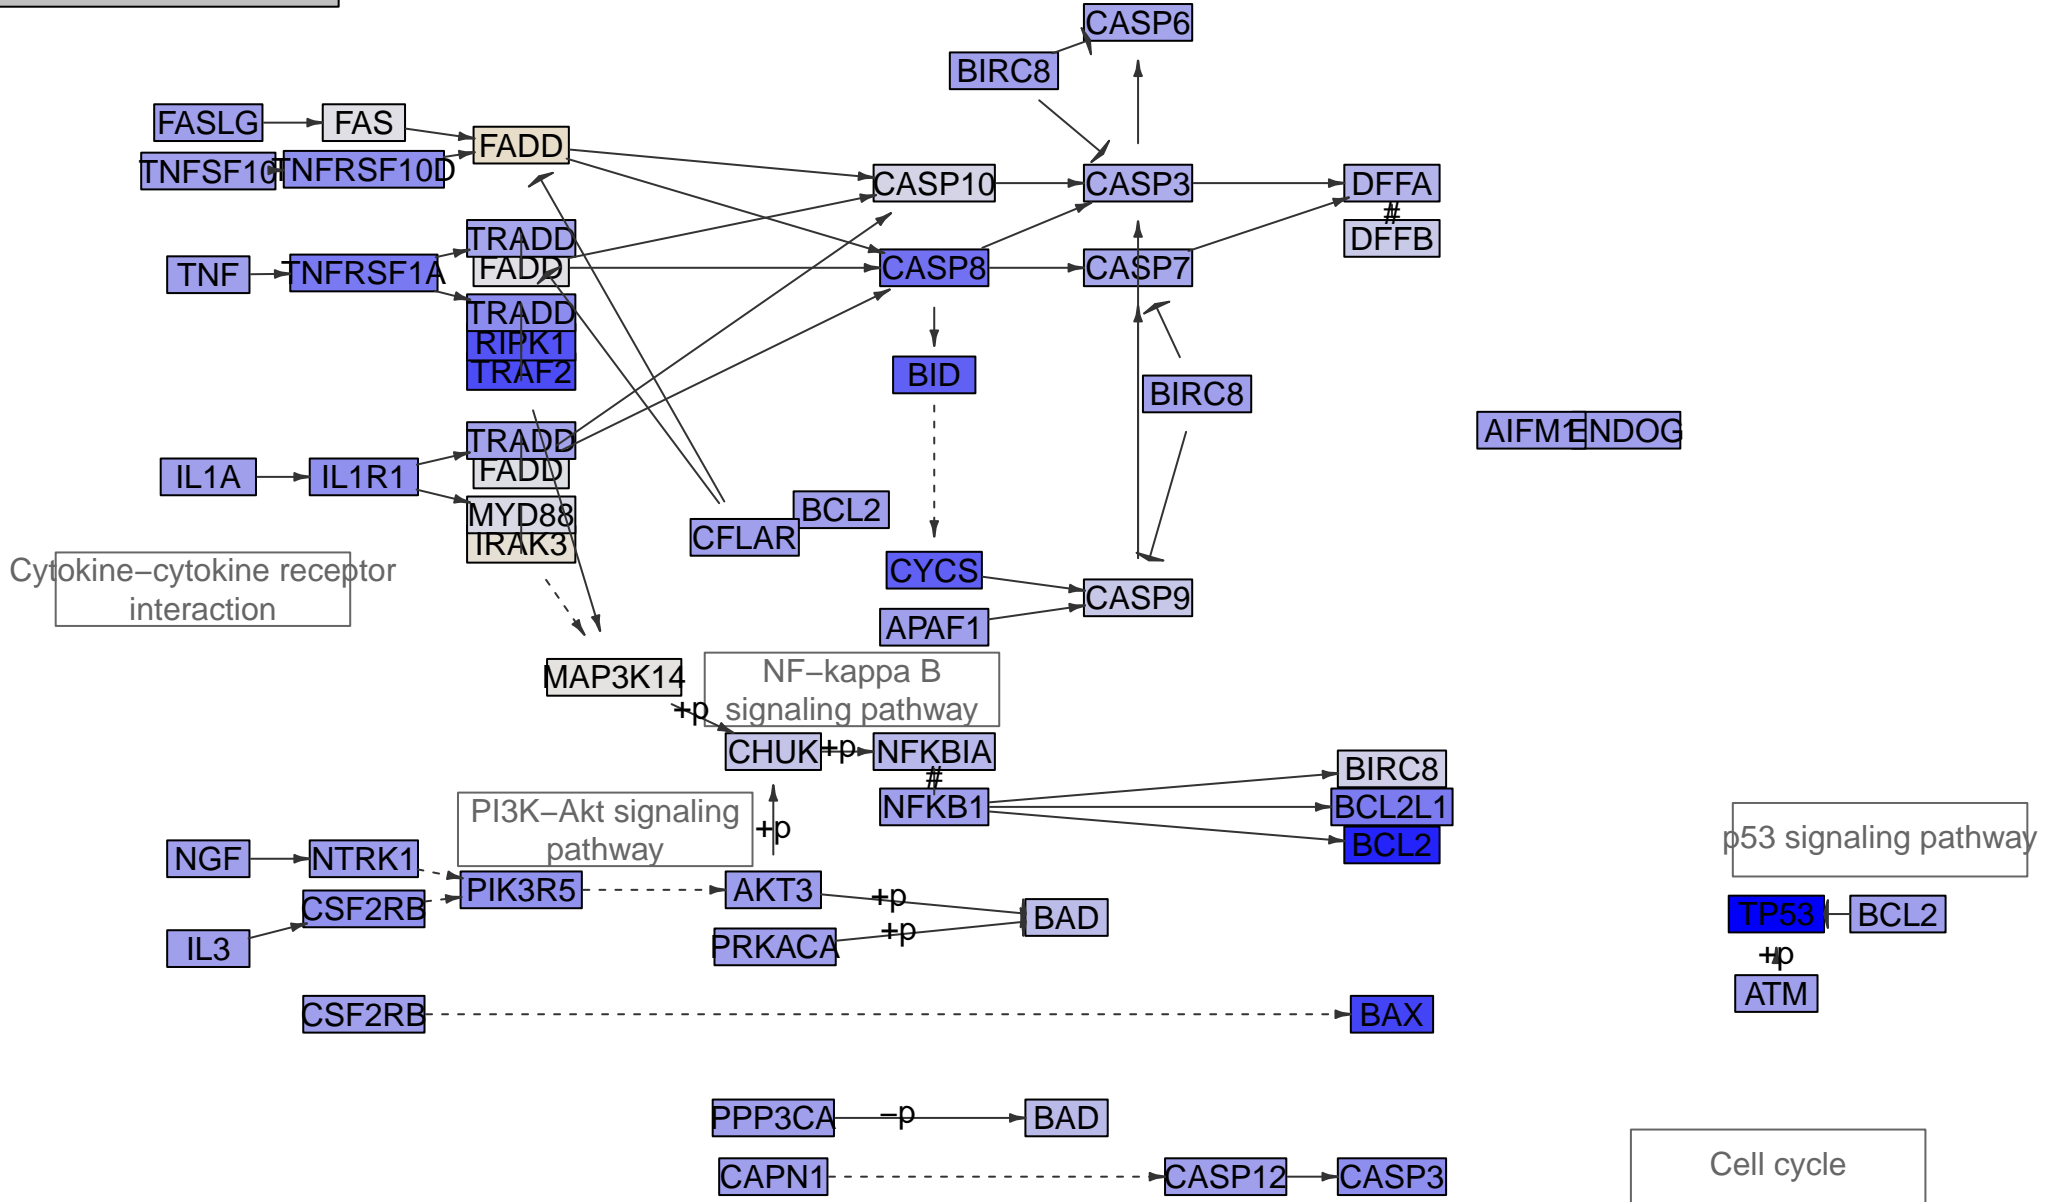 CASP6
BIRC8
FASLG
FAS
FADD
TNFSF10
TNFRSF10D
CASP10
CASP3
DFFA
#
DFFB
TRADD
FADD
TNF
TNFRSF1A
CASP8
CASP7
TRADD
RIPK1
TRAF2
BID
BIRC8
AIFM1
ENDOG
TRADD
FADD
IL1A
IL1R1
MYD88
IRAK3
BCL2
CFLAR
Cytokine–cytokine receptor
interaction
CYCS
CASP9
APAF1
MAP3K14
NF–kappa B
signaling pathway
+p
CHUK
+p
NFKBIA
#
NFKB1
BIRC8
BCL2L1
BCL2
PI3K–Akt signaling
pathway
+p
p53 signaling pathway
NGF
NTRK1
PIK3R5
AKT3
+p
CSF2RB
BAD
TP53
BCL2
IL3
PRKACA
+p
+p
ATM
CSF2RB
BAX
PPP3CA
–p
BAD
CAPN1
CASP12
CASP3
Cell cycle